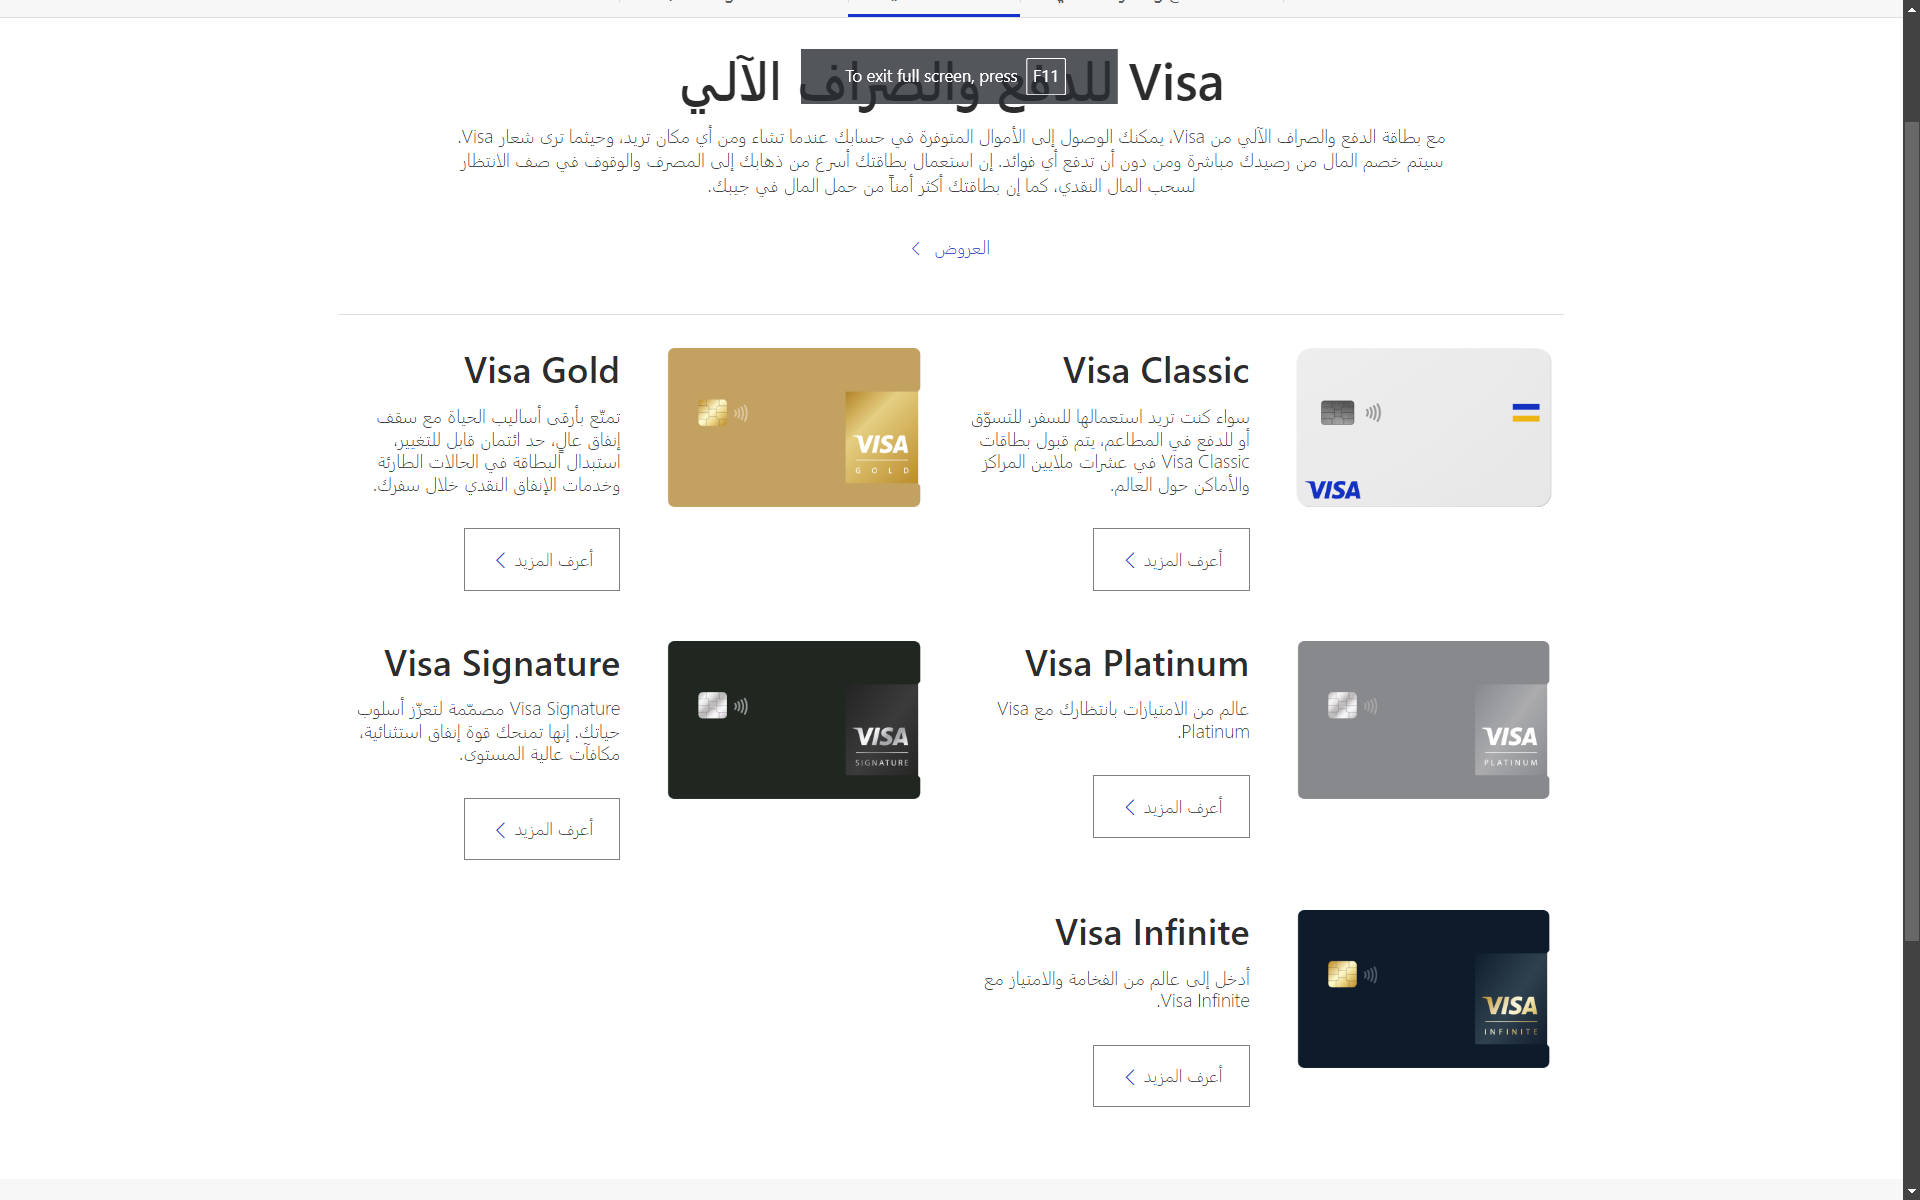 Visa للدفع والصراف الآلي
To exit full screen, press F11
مع بطاقة الدفع والصراف الآلي من Visa، يمكنك الوصول إلى الأموال المتوفرة في حسابك عندما تشاء ومن أي مكان تريد، وحيثما ترى شعار Visa.
سيتم خصم المال من رصيدك مباشرة ومن دون أن تدفع أي فوائد. إن استعمال بطاقتك أسرع من ذهابك إلى المصرف والوقوف في صف الانتظار
لسحب المال النقدي، كما إن بطاقتك أكثر أمناً من حمل المال في جيبك.
العروض
VISA
Visa Classic
سواء كنت تريد استعمالها للسفر، للتسوّق
أو للدفع في المطاعم، يتم قبول بطاقات
Visa Classic في عشرات ملايين المراكز
والأماكن حول العالم.
أعرف المزيد
VISA
GOLD
Visa Gold
تمتّع بأرقى أساليب الحياة مع سقف
إنفاق عالٍ، حد ائتمان قابل للتغيير،
استبدال البطاقة في الحالات الطارئة
وخدمات الإنفاق النقدي خلال سفرك.
أعرف المزيد
VISA
PLATINUM
Visa Platinum
عالم من الامتيازات بانتظارك مع Visa
Platinum.
أعرف المزيد
VISA
SIGNATURE
Visa Signature
Visa Signature مصمّمة لتعزّز أسلوب
حياتك. إنها تمنحك قوة إنفاق استثنائية،
مكافآت عالية المستوى.
أعرف المزيد
VISA
INFINITE
Visa Infinite
أدخل إلى عالم من الفخامة والامتياز مع
Visa Infinite.
أعرف المزيد